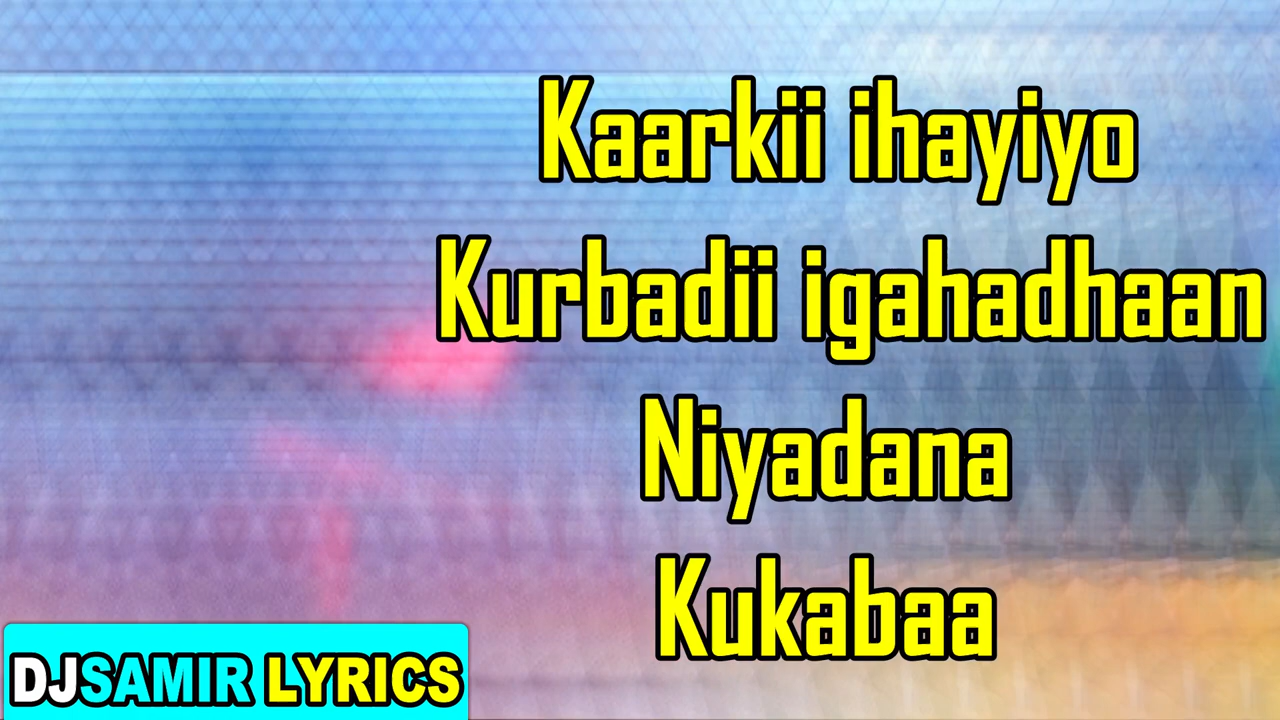 Kaarkii ihayiyo
Kurbadii igahadhaan
Niyadana
Kukabaa
DJSAMIR LYRICS